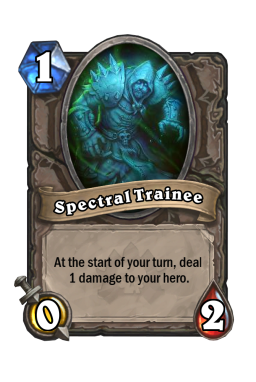 1
Spectral Trainee
At the start of your turn, deal
1 damage to your hero.
0
2